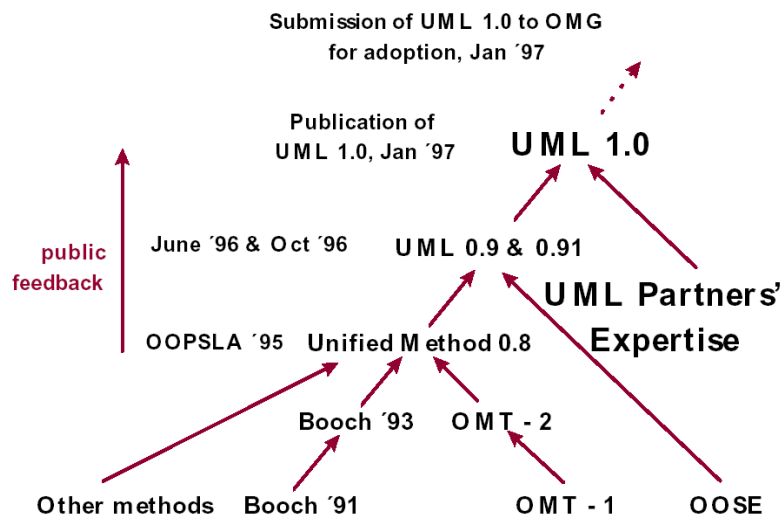 Submission of UML 1.0 to OMG
for adoption, Jan ´97
Publication of
UML 1.0, Jan ´97
UML 1.0
public
feedback
June ´96 & Oct ´96
UML 0.9 & 0.91
UML Partners’
Expertise
OOPSLA ´95
Unified Method 0.8
Booch ´93
OMT - 2
Other methods
Booch ´91
OMT - 1
OOSE